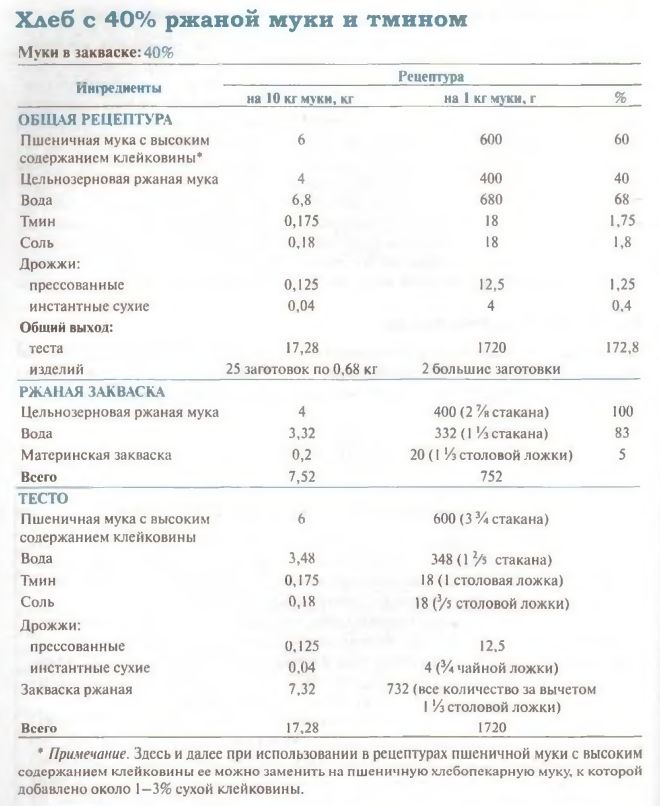 Хлеб с 40% ржаной муки и тмином
Муки в закваске: 40%
Ингредиенты
Рецептура
на 10 кг муки, кг на 1 кг муки, г %
ОБЩАЯ РЕЦЕПТУРА
Пшеничная мука с высоким 6 600 60
содержанием клейковины*
Цельнозерновая ржаная мука 4 400 40
Вода 6,8 680 68
Тмин 0,175 18 1,75
Соль 0,18 18 1,8
Дрожжи:
прессованные 0,125 12,5 1,25
инстантные сухие 0,04 4 0,4
Общий выход:
теста 17,28 1720 172,8
изделий 25 заготовок по 0,68 кг 2 большие заготовки
РЖАНАЯ ЗАКВАСКА
Цельнозерновая ржаная мука 4 400 (2 7/8 стакана) 100
Вода 3,32 332 (1 1/3 стакана) 83
Материнская закваска 0,2 20 (1 1/3 столовой ложки) 5
Всего 7,52 752
ТЕСТО
Пшеничная мука с высоким 6 600 (3 3/4 стакана)
содержанием клейковины
Вода 3,48 348 (1 2/5 стакана)
Тмин 0,175 18 (1 столовая ложка)
Соль 0,18 18 (3/5 столовой ложки)
Дрожжи:
прессованные 0,125 12,5
инстантные сухие 0,04 4 (3/4 чайной ложки)
Закваска ржаная 7,32 732 (все количество за вычетом
1 1/3 столовой ложки)
Всего 17,28 1720
* Примечание. Здесь и далее при использовании в рецептурах пшеничной муки с высоким
содержанием клейковины ее можно заменить на пшеничную хлебопекарную муку, к которой
добавлено около 1–3% сухой клейковины.